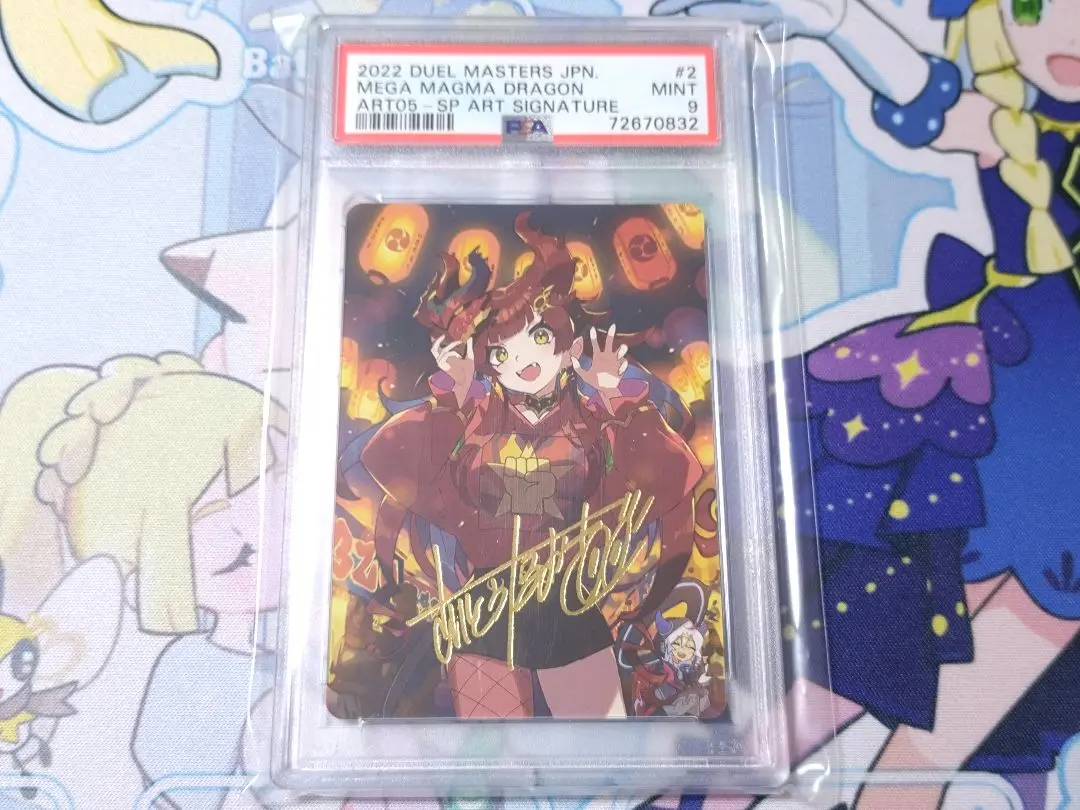 2022 DUEL MASTERS JPN. #2
MEGA MAGMA DRAGON MINT
ART05-SP ART SIGNATURE 9
PSA 72670832